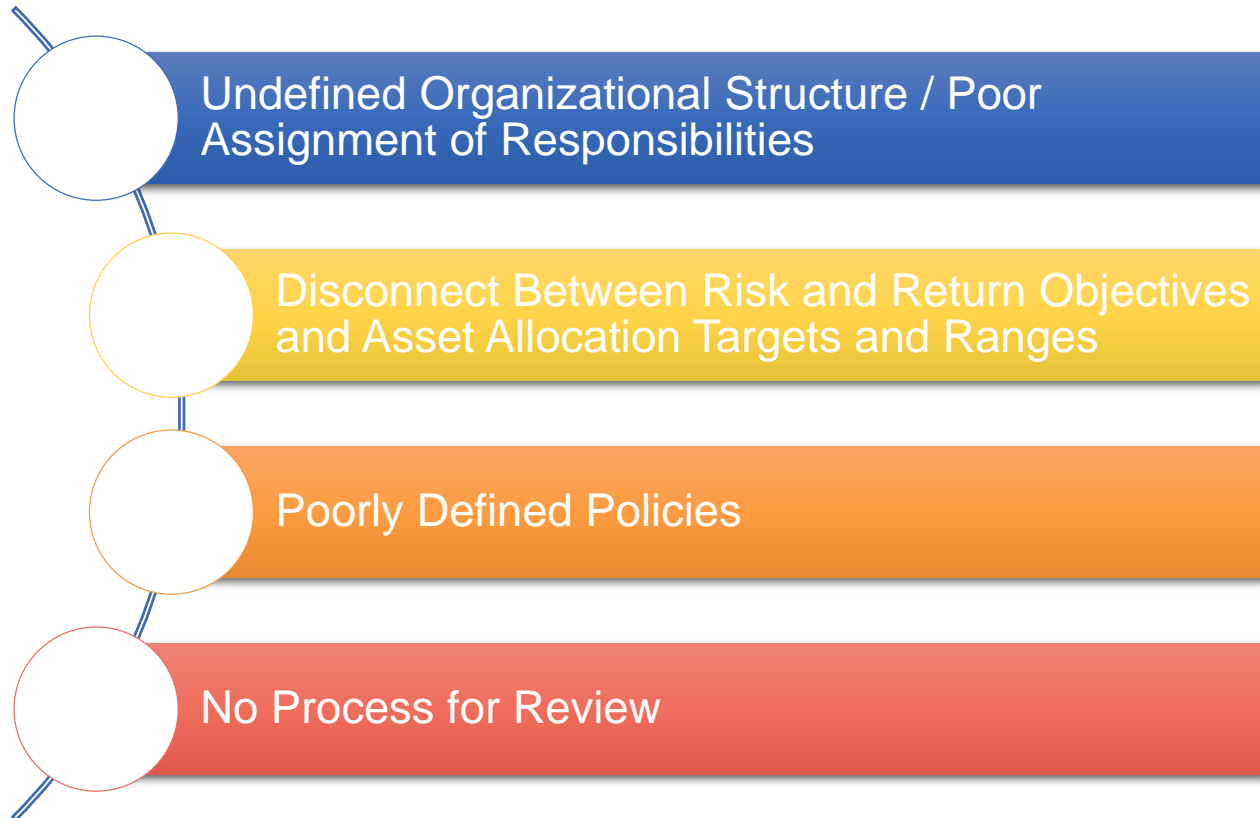 Undefined Organizational Structure / Poor
Assignment of Responsibilities
Disconnect Between Risk and Return Objectives
and Asset Allocation Targets and Ranges
Poorly Defined Policies
No Process for Review